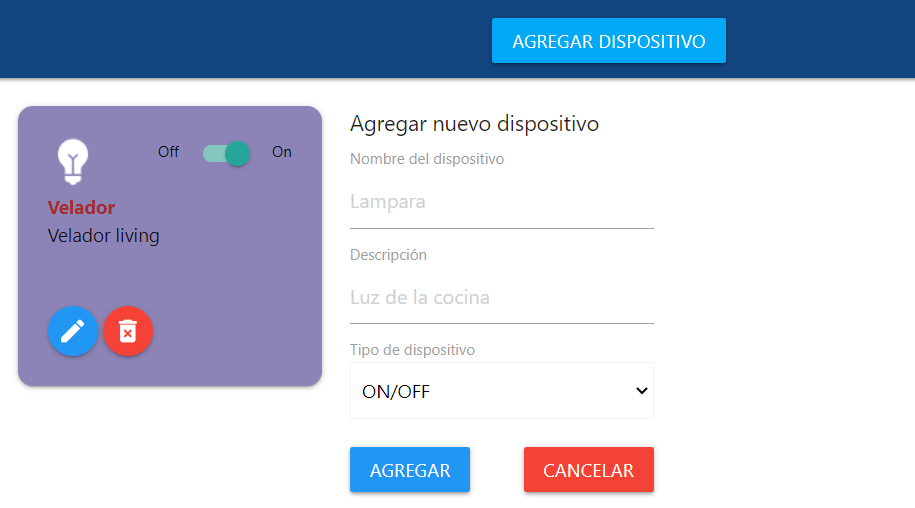 AGREGAR DISPOSITIVO
Off On
Velador
Velador living
Agregar nuevo dispositivo
Nombre del dispositivo
Lampara
Descripción
Luz de la cocina
Tipo de dispositivo
ON/OFF
AGREGAR CANCELAR